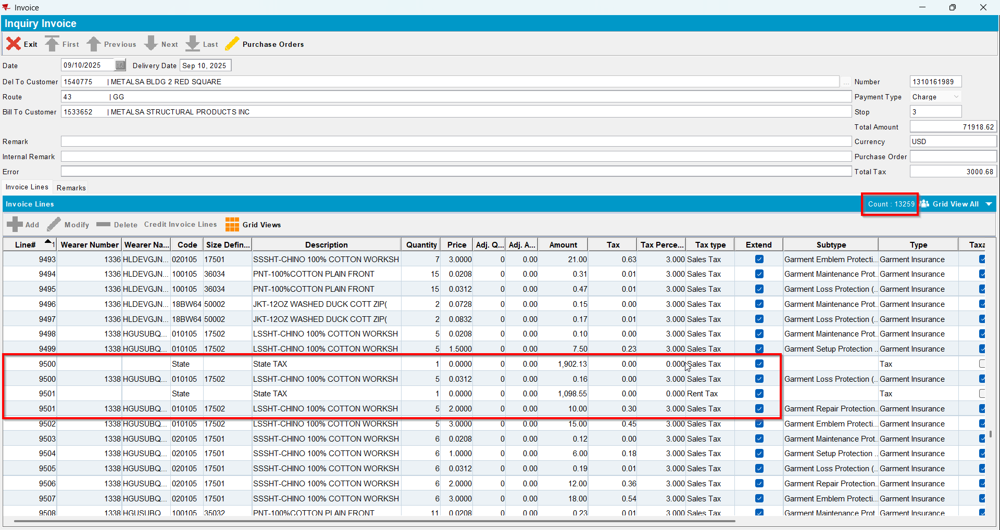 Invoice
Inquiry Invoice
Exit First Previous Next Last Purchase Orders
Date 09/10/2025 Delivery Date Sep 10, 2025
Del To Customer 1540775 | METALSA BLDG 2 RED SQUARE ... Number 1310161989
Route 43 | GG Payment Type Charge
Bill To Customer 1533652 | METALSA STRUCTURAL PRODUCTS INC Stop 3
Total Amount 71918.62
Remark Currency USD
Internal Remark Purchase Order
Error Total Tax 3000.68
Invoice Lines Remarks
Invoice Lines Count : 13259 Grid View All
Add Modify Delete Credit Invoice Lines Grid Views
Line# 1 Wearer Number Wearer Na... Code Size Defin... Description Quantity Price Adj. Q... Adj. A... Amount Tax Tax Perce... Tax type Extend Subtype Type Taxa
9493 1336 HLDEVGJN... 020105 17501 SSSHT-CHINO 100% COTTON WORKSH 7 3.0000 0 0.00 21.00 0.63 3.000 Sales Tax Garment Emblem Protecti... Garment Insurance
9494 1336 HLDEVGJN... 100105 36034 PNT-100%COTTON PLAIN FRONT 15 0.0208 0 0.00 0.31 0.01 3.000 Sales Tax Garment Maintenance Prot... Garment Insurance
9495 1336 HLDEVGJN... 100105 36034 PNT-100%COTTON PLAIN FRONT 15 0.0312 0 0.00 0.47 0.01 3.000 Sales Tax Garment Loss Protection (... Garment Insurance
9496 1336 HLDEVGJN... 18BW64 50002 JKT-12OZ WASHED DUCK COTT ZIP( 2 0.0728 0 0.00 0.15 0.00 3.000 Sales Tax Garment Maintenance Prot... Garment Insurance
9497 1336 HLDEVGJN... 18BW64 50002 JKT-12OZ WASHED DUCK COTT ZIP( 2 0.0832 0 0.00 0.17 0.01 3.000 Sales Tax Garment Loss Protection (... Garment Insurance
9498 1338 HGUSUBQ... 010105 17502 LSSHT-CHINO 100% COTTON WORKSH 5 0.0208 0 0.00 0.10 0.00 3.000 Sales Tax Garment Maintenance Prot... Garment Insurance
9499 1338 HGUSUBQ... 010105 17502 LSSHT-CHINO 100% COTTON WORKSH 5 1.5000 0 0.00 7.50 0.23 3.000 Sales Tax Garment Setup Protection ... Garment Insurance
9500 State State TAX 1 0.0000 0 0.00 1,902.13 0.00 0.000 Sales Tax Tax
9500 1338 HGUSUBQ... 010105 17502 LSSHT-CHINO 100% COTTON WORKSH 5 0.0312 0 0.00 0.16 0.00 3.000 Sales Tax Garment Loss Protection (... Garment Insurance
9501 State State TAX 1 0.0000 0 0.00 1,098.55 0.00 0.000 Rent Tax Tax
9501 1338 HGUSUBQ... 010105 17502 LSSHT-CHINO 100% COTTON WORKSH 5 2.0000 0 0.00 10.00 0.30 3.000 Sales Tax Garment Repair Protection... Garment Insurance
9502 1338 HGUSUBQ... 010105 17502 LSSHT-CHINO 100% COTTON WORKSH 5 3.0000 0 0.00 15.00 0.45 3.000 Sales Tax Garment Emblem Protecti... Garment Insurance
9503 1338 HGUSUBQ... 020105 17501 SSSHT-CHINO 100% COTTON WORKSH 6 0.0208 0 0.00 0.12 0.00 3.000 Sales Tax Garment Maintenance Prot... Garment Insurance
9504 1338 HGUSUBQ... 020105 17501 SSSHT-CHINO 100% COTTON WORKSH 6 1.0000 0 0.00 6.00 0.18 3.000 Sales Tax Garment Setup Protection ... Garment Insurance
9505 1338 HGUSUBQ... 020105 17501 SSSHT-CHINO 100% COTTON WORKSH 6 0.0312 0 0.00 0.19 0.01 3.000 Sales Tax Garment Loss Protection (... Garment Insurance
9506 1338 HGUSUBQ... 020105 17501 SSSHT-CHINO 100% COTTON WORKSH 6 2.0000 0 0.00 12.00 0.36 3.000 Sales Tax Garment Repair Protection... Garment Insurance
9507 1338 HGUSUBQ... 020105 17501 SSSHT-CHINO 100% COTTON WORKSH 6 3.0000 0 0.00 18.00 0.54 3.000 Sales Tax Garment Emblem Protecti... Garment Insurance
9508 1338 HGUSUBQ 100105 35032 PNT-100%COTTON PLAIN FRONT 11 0.0208 0 0.00 0.23 0.01 3.000 Sales Tax Garment Maintenance Prot Garment Insurance